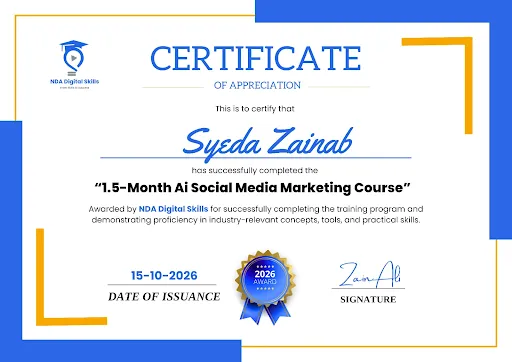 CERTIFICATE
OF APPRECIATION
NDA Digital Skills
This is to certify that
Syeda Zainab
has successfully completed the
“1.5-Month Ai Social Media Marketing Course”
Awarded by NDA Digital Skills for successfully completing the training program and
demonstrating proficiency in industry-relevant concepts, tools, and practical skills.
15-10-2026
DATE OF ISSUANCE
2026
AWARD
Zain Ali
SIGNATURE